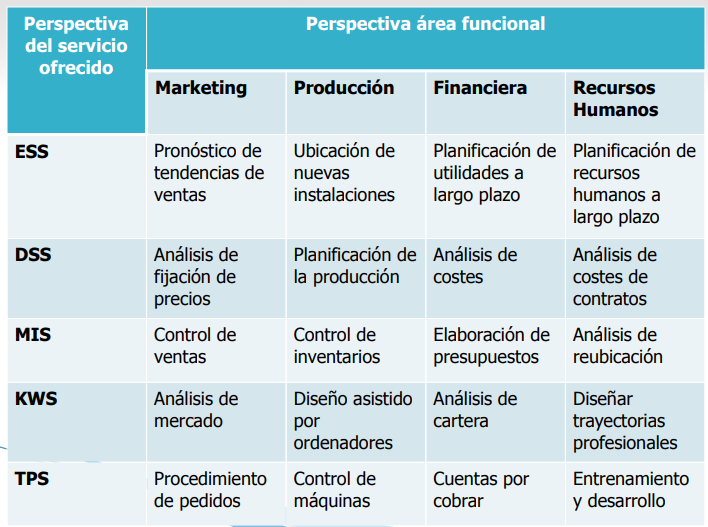 Perspectiva del servicio ofrecido
Perspectiva área funcional
Marketing
Producción
Financiera
Recursos Humanos
ESS
Pronóstico de tendencias de ventas
Ubicación de nuevas instalaciones
Planificación de utilidades a largo plazo
Planificación de recursos humanos a largo plazo
DSS
Análisis de fijación de precios
Planificación de la producción
Análisis de costes
Análisis de costes de contratos
MIS
Control de ventas
Control de inventarios
Elaboración de presupuestos
Análisis de reubicación
KWS
Análisis de mercado
Diseño asistido por ordenadores
Análisis de cartera
Diseñar trayectorias profesionales
TPS
Procedimiento de pedidos
Control de máquinas
Cuentas por cobrar
Entrenamiento y desarrollo